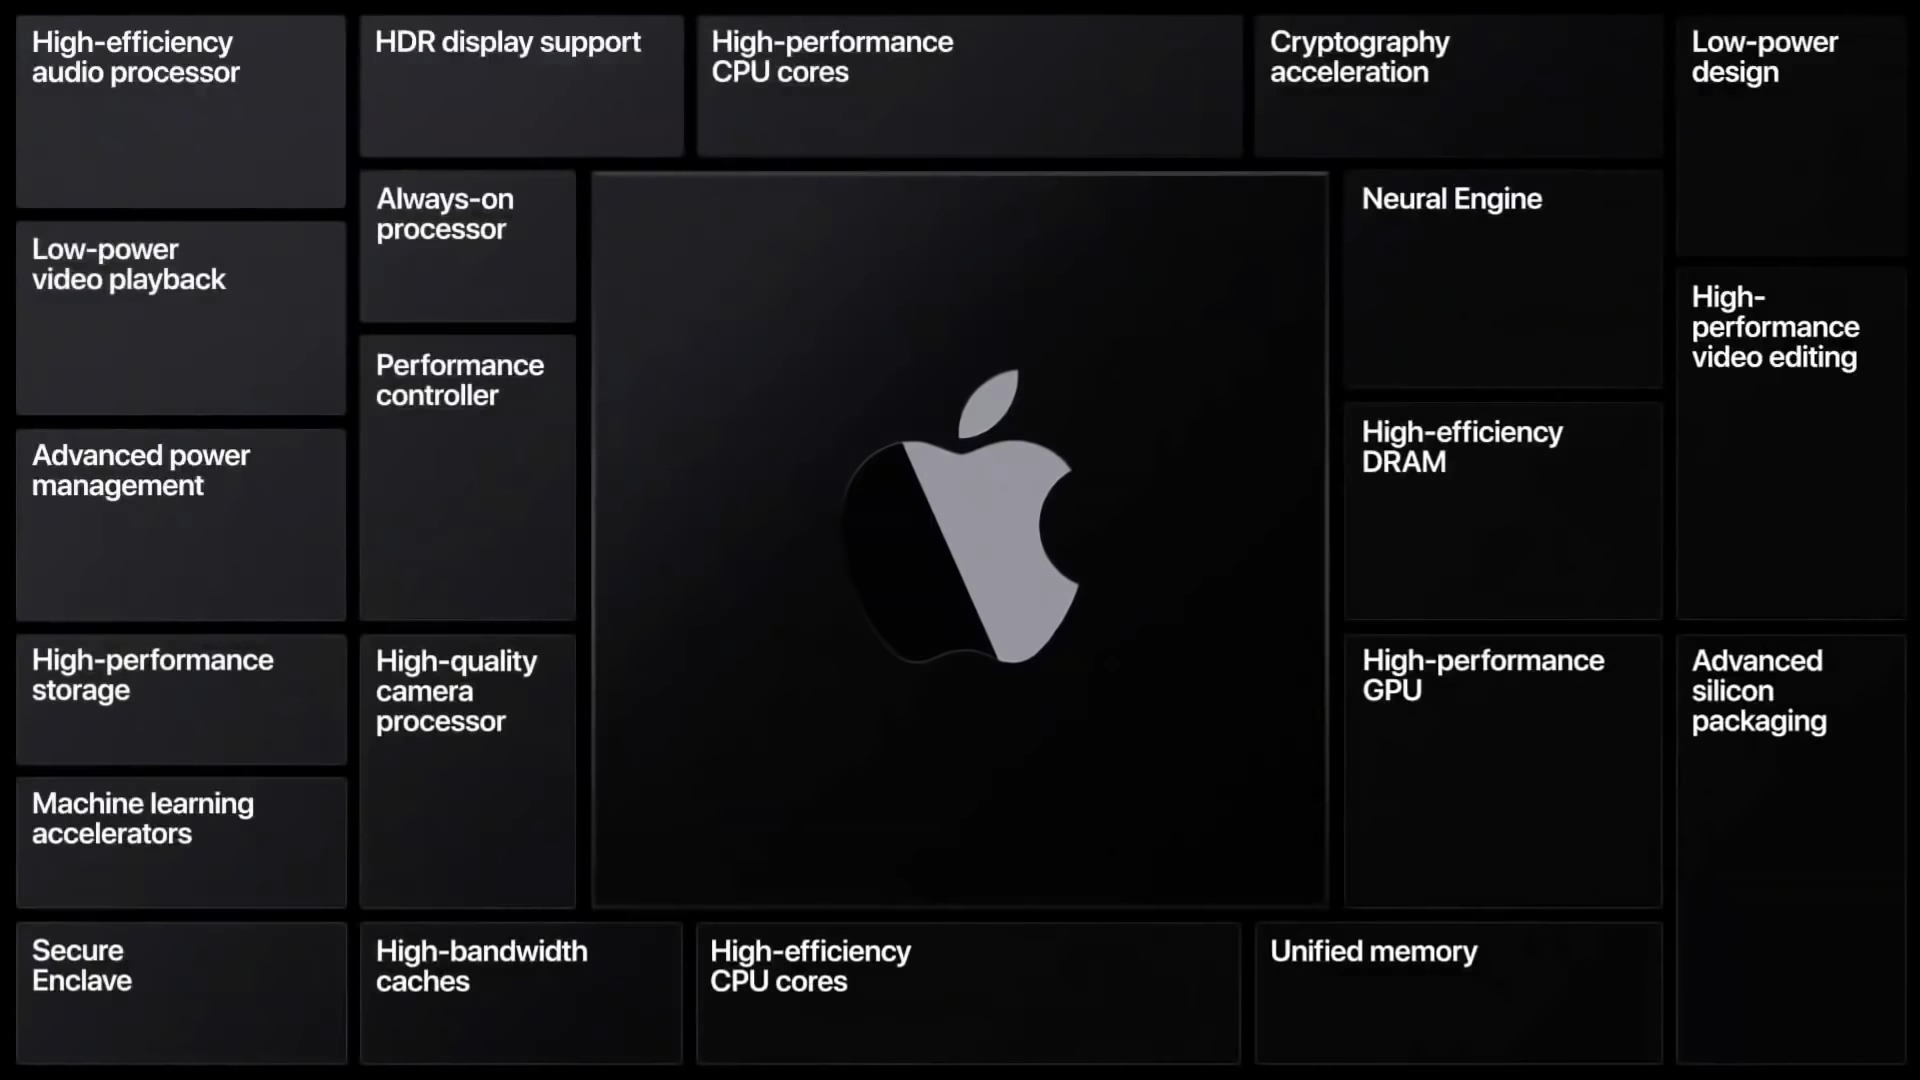 High-efficiency
audio processor
HDR display support
High-performance
CPU cores
Cryptography
acceleration
Low-power
design
Always-on
processor
Neural Engine
Low-power
video playback
High-
performance
video editing
Performance
controller
High-efficiency
DRAM
Advanced power
management
High-performance
storage
High-quality
camera
processor
High-performance
GPU
Advanced
silicon
packaging
Machine learning
accelerators
Secure
Enclave
High-bandwidth
caches
High-efficiency
CPU cores
Unified memory